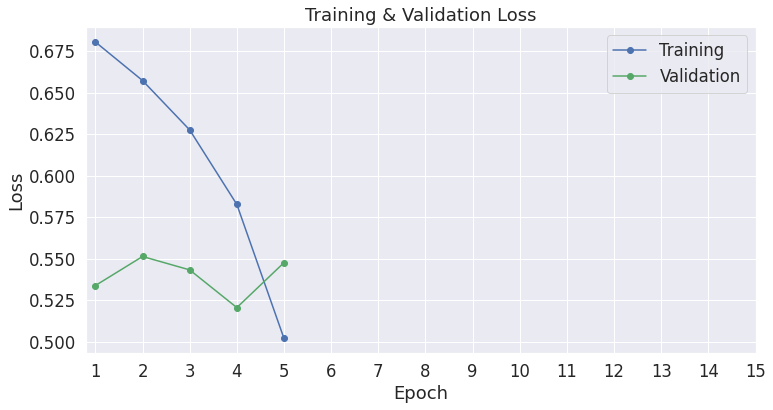 Training & Validation Loss
Training
Validation
0.675
0.650
0.625
0.600
0.575
0.550
0.525
0.500
Loss
1 2 3 4 5 6 7 8 9 10 11 12 13 14 15
Epoch